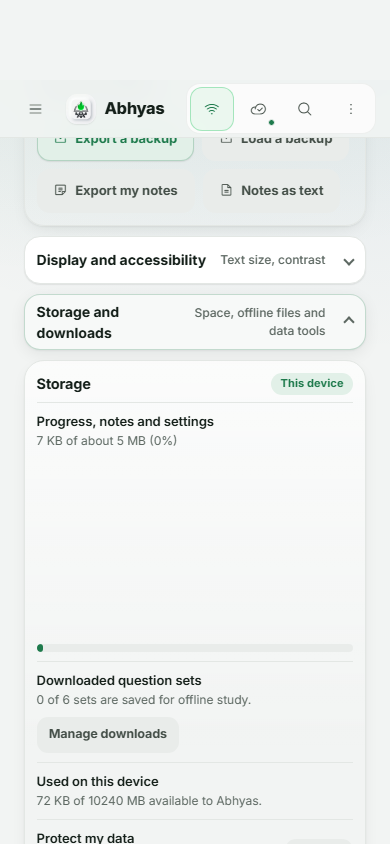 Abhyas
Export a backup
Load a backup
Export my notes
Notes as text
Display and accessibility
Text size, contrast
Storage and
downloads
Space, offline files and
data tools
Storage
This device
Progress, notes and settings
7 KB of about 5 MB (0%)
Downloaded question sets
0 of 6 sets are saved for offline study.
Manage downloads
Used on this device
72 KB of 10240 MB available to Abhyas.
Protect my data